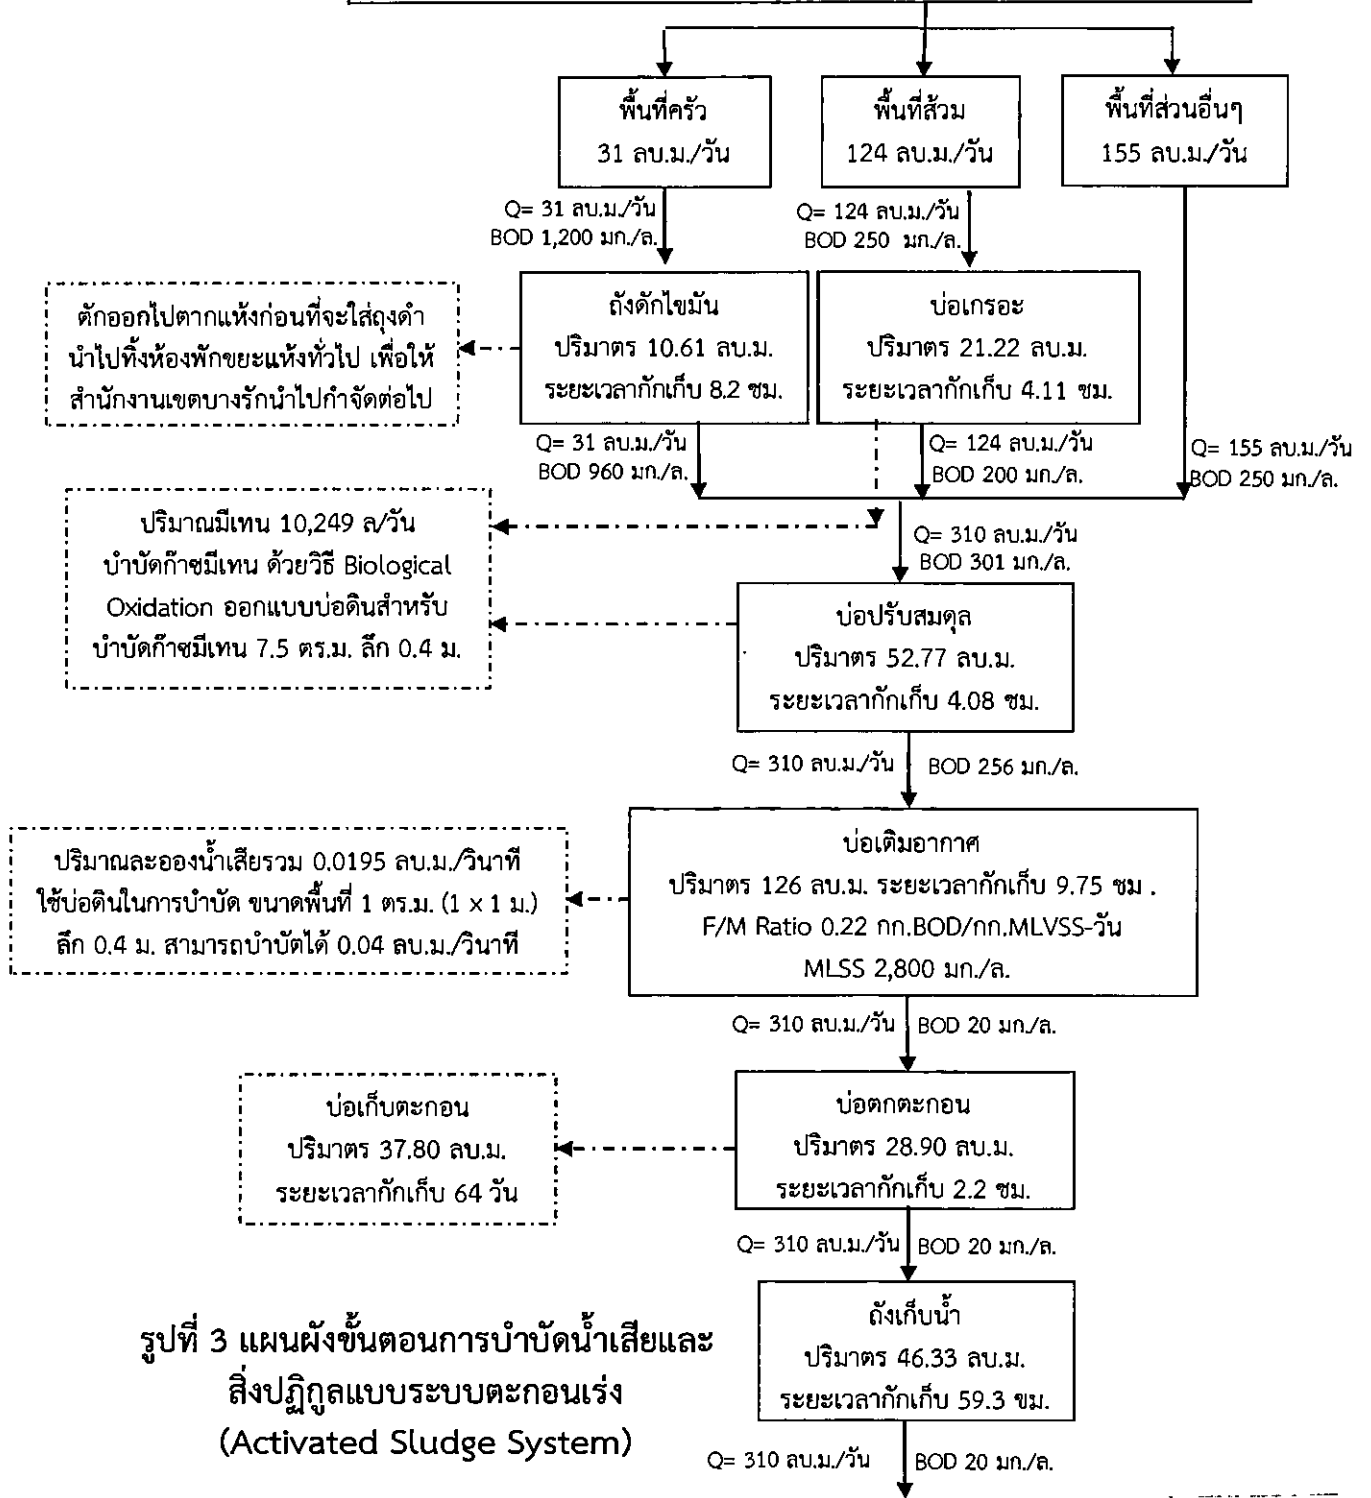 พื้นที่ครัว
31 ลบ.ม./วัน
พื้นที่ส้วม
124 ลบ.ม./วัน
พื้นที่ส่วนอื่นๆ
155 ลบ.ม./วัน
Q= 31 ลบ.ม./วัน
BOD 1,200 มก./ล.
Q= 124 ลบ.ม./วัน
BOD 250 มก./ล.
ตักออกไปตากแห้งก่อนที่จะใส่ถุงดำ
นำไปทิ้งห้องพักขยะแห้งทั่วไป เพื่อให้
สำนักงานเขตบางรักนำไปกำจัดต่อไป
ถังดักไขมัน
ปริมาตร 10.61 ลบ.ม.
ระยะเวลากักเก็บ 8.2 ชม.
บ่อเกรอะ
ปริมาตร 21.22 ลบ.ม.
ระยะเวลากักเก็บ 4.11 ชม.
Q= 31 ลบ.ม./วัน
BOD 960 มก./ล.
Q= 124 ลบ.ม./วัน
BOD 200 มก./ล.
Q= 155 ลบ.ม./วัน
BOD 250 มก./ล.
ปริมาณมีเทน 10,249 ล/วัน
บำบัดก๊าซมีเทน ด้วยวิธี Biological
Oxidation ออกแบบบ่อดินสำหรับ
บำบัดก๊าซมีเทน 7.5 ตร.ม. ลึก 0.4 ม.
Q= 310 ลบ.ม./วัน
BOD 301 มก./ล.
บ่อปรับสมดุล
ปริมาตร 52.77 ลบ.ม.
ระยะเวลากักเก็บ 4.08 ชม.
Q= 310 ลบ.ม./วัน BOD 256 มก./ล.
ปริมาณละอองน้ำเสียรวม 0.0195 ลบ.ม./วินาที
ใช้บ่อดินในการบำบัด ขนาดพื้นที่ 1 ตร.ม. (1 x 1 ม.)
ลึก 0.4 ม. สามารถบำบัดได้ 0.04 ลบ.ม./วินาที
บ่อเติมอากาศ
ปริมาตร 126 ลบ.ม. ระยะเวลากักเก็บ 9.75 ชม .
F/M Ratio 0.22 กก.BOD/กก.MLVSS-วัน
MLSS 2,800 มก./ล.
Q= 310 ลบ.ม./วัน BOD 20 มก./ล.
บ่อเก็บตะกอน
ปริมาตร 37.80 ลบ.ม.
ระยะเวลากักเก็บ 64 วัน
บ่อตกตะกอน
ปริมาตร 28.90 ลบ.ม.
ระยะเวลากักเก็บ 2.2 ชม.
Q= 310 ลบ.ม./วัน BOD 20 มก./ล.
ถังเก็บน้ำ
ปริมาตร 46.33 ลบ.ม.
ระยะเวลากักเก็บ 59.3 ชม.
รูปที่ 3 แผนผังขั้นตอนการบำบัดน้ำเสียและ
สิ่งปฏิกูลแบบระบบตะกอนเร่ง
(Activated Sludge System)
Q= 310 ลบ.ม./วัน BOD 20 มก./ล.